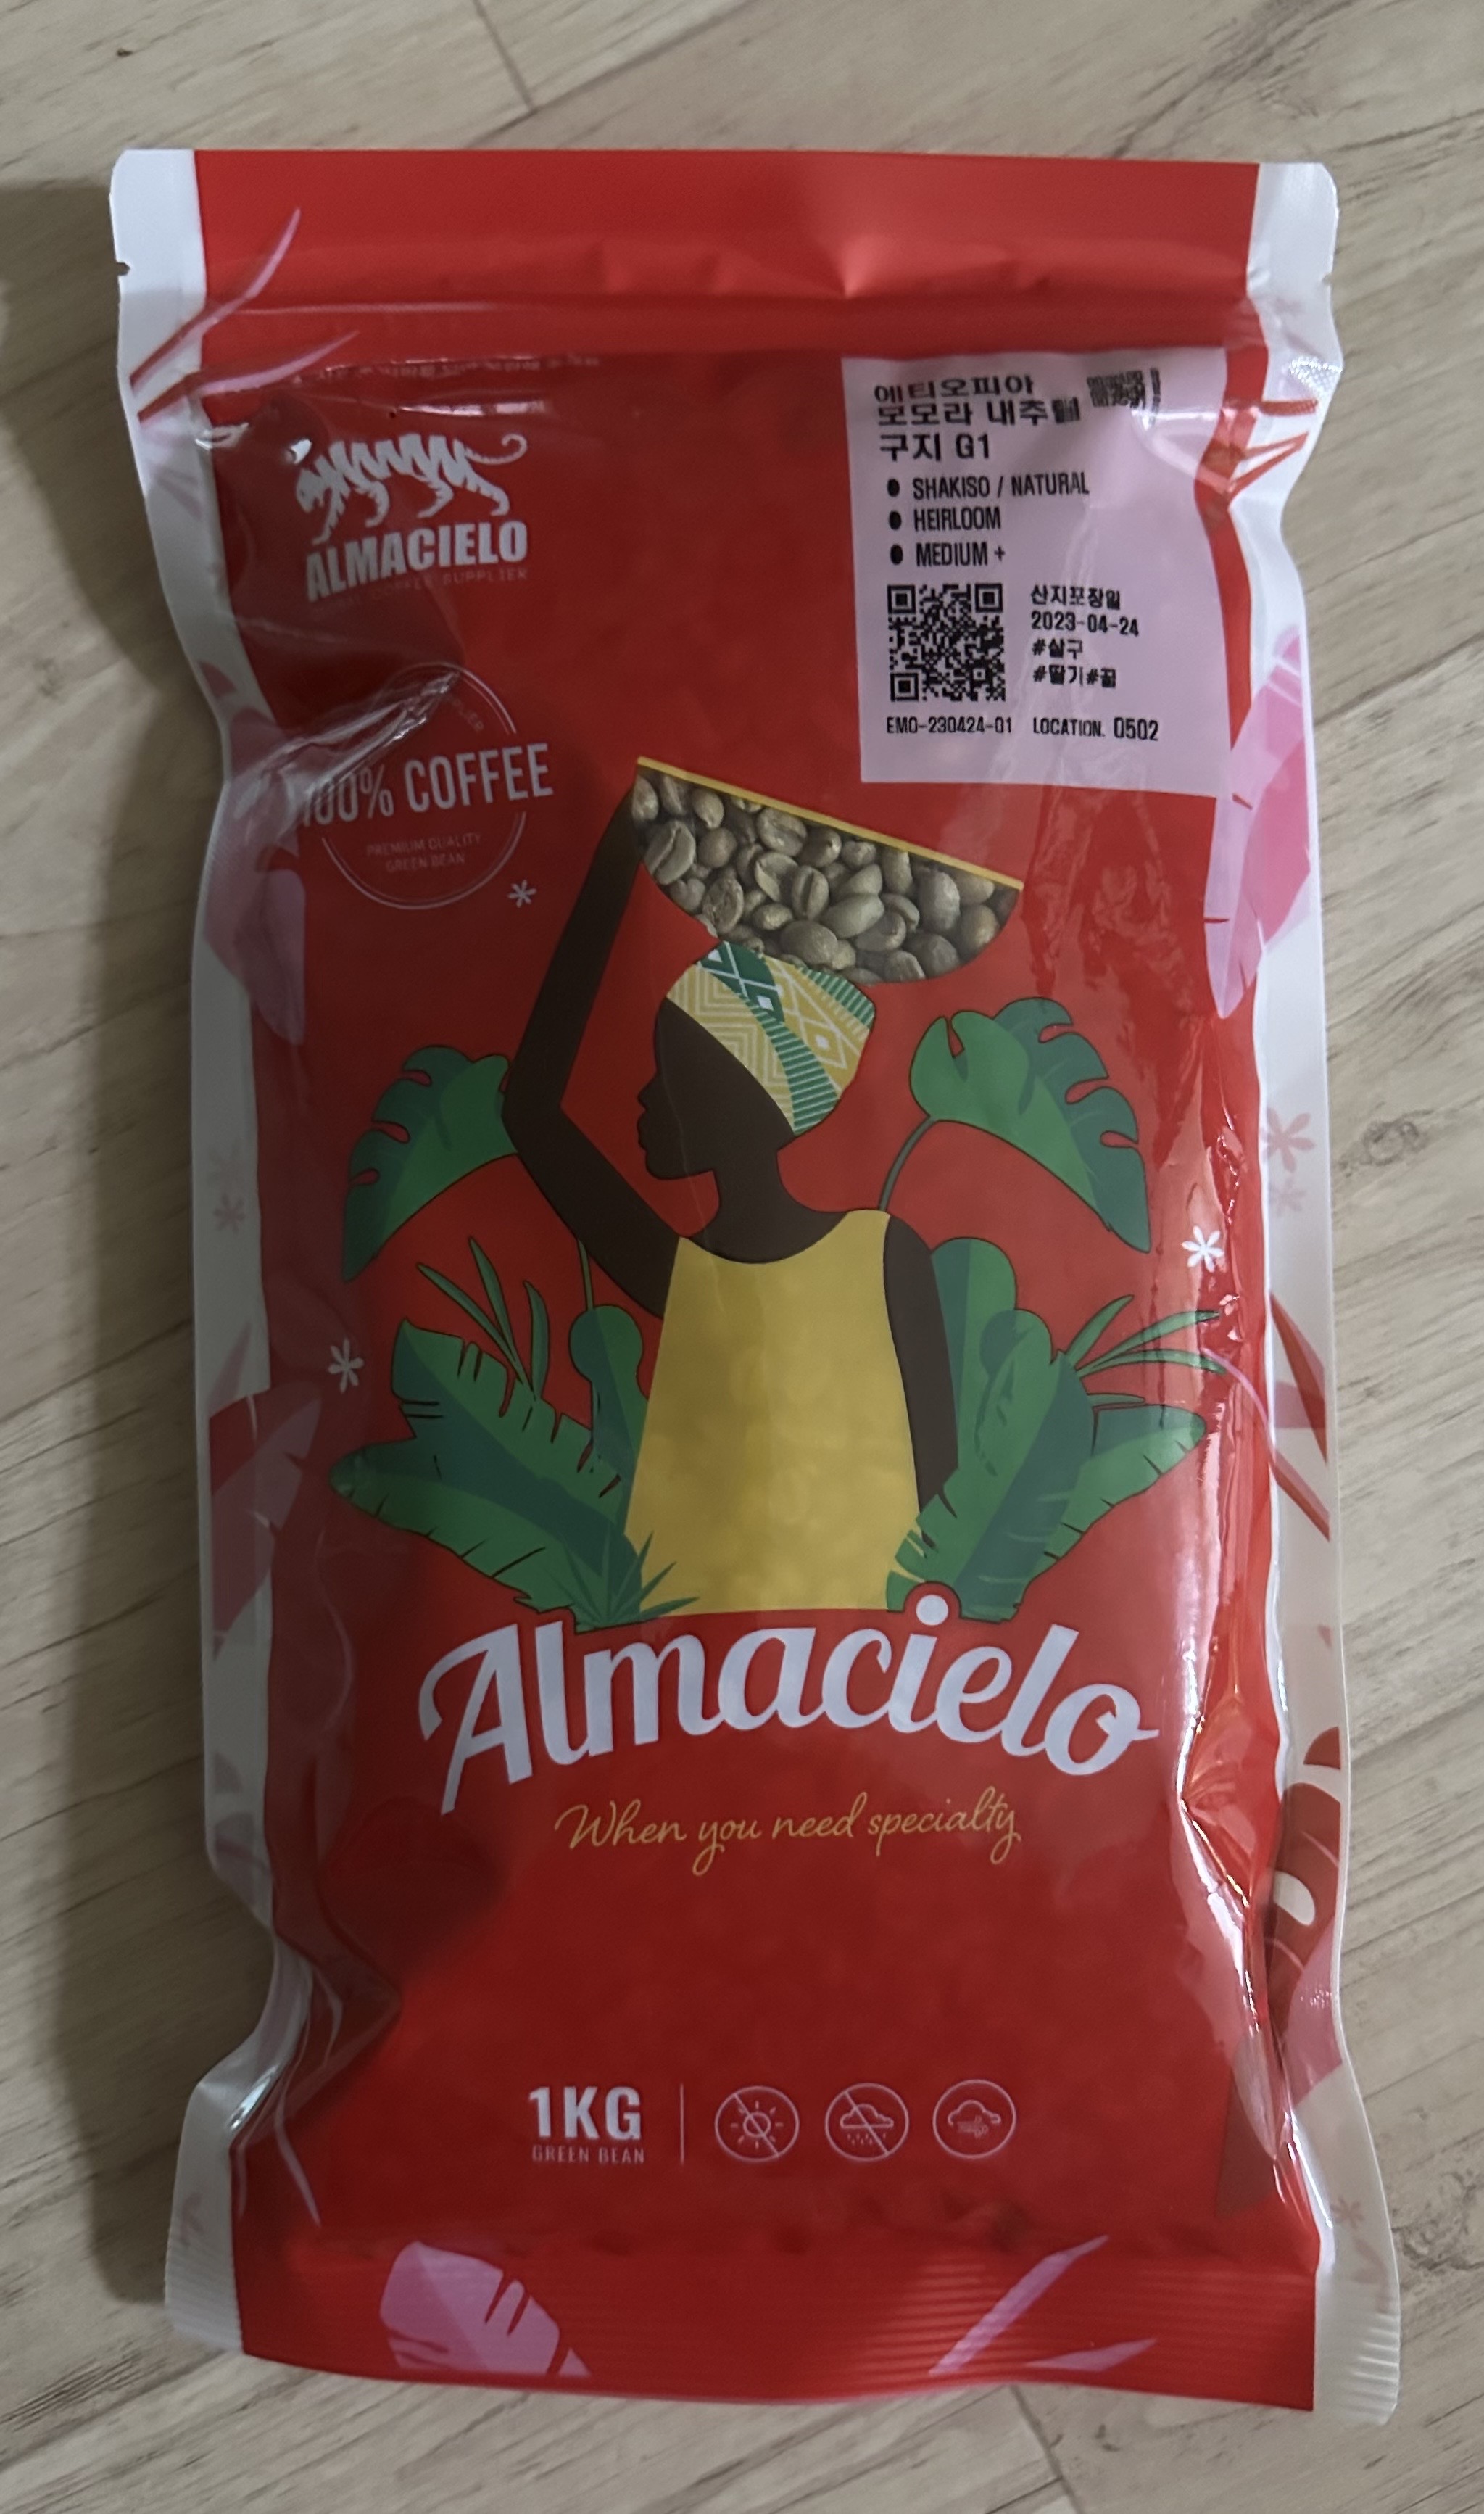 ALMACIELO
COFFEE SUPPLIER
100% COFFEE
PREMIUM QUALITY
GREEN BEAN
에티오피아
모모라 내추럴
구지 G1
SHAKISO / NATURAL
HEIRLOOM
MEDIUM +
산지포장일
2023-04-24
#살구
#딸기#꿀
EMO-230424-01 LOCATION. 0502
Almacielo
When you need specialty
1KG
GREEN BEAN